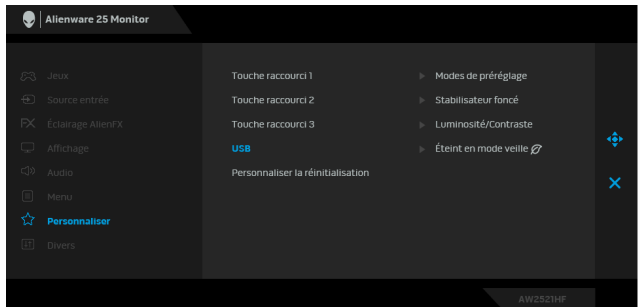 Alienware 25 Monitor
Jeux
Source entrée
FX Éclairage AlienFX
Affichage
Audio
Menu
Personnaliser
Divers
Touche raccourci 1 Modes de préréglage
Touche raccourci 2 Stabilisateur foncé
Touche raccourci 3 Luminosité/Contraste
USB Éteint en mode veille
Personnaliser la réinitialisation
AW2521HF